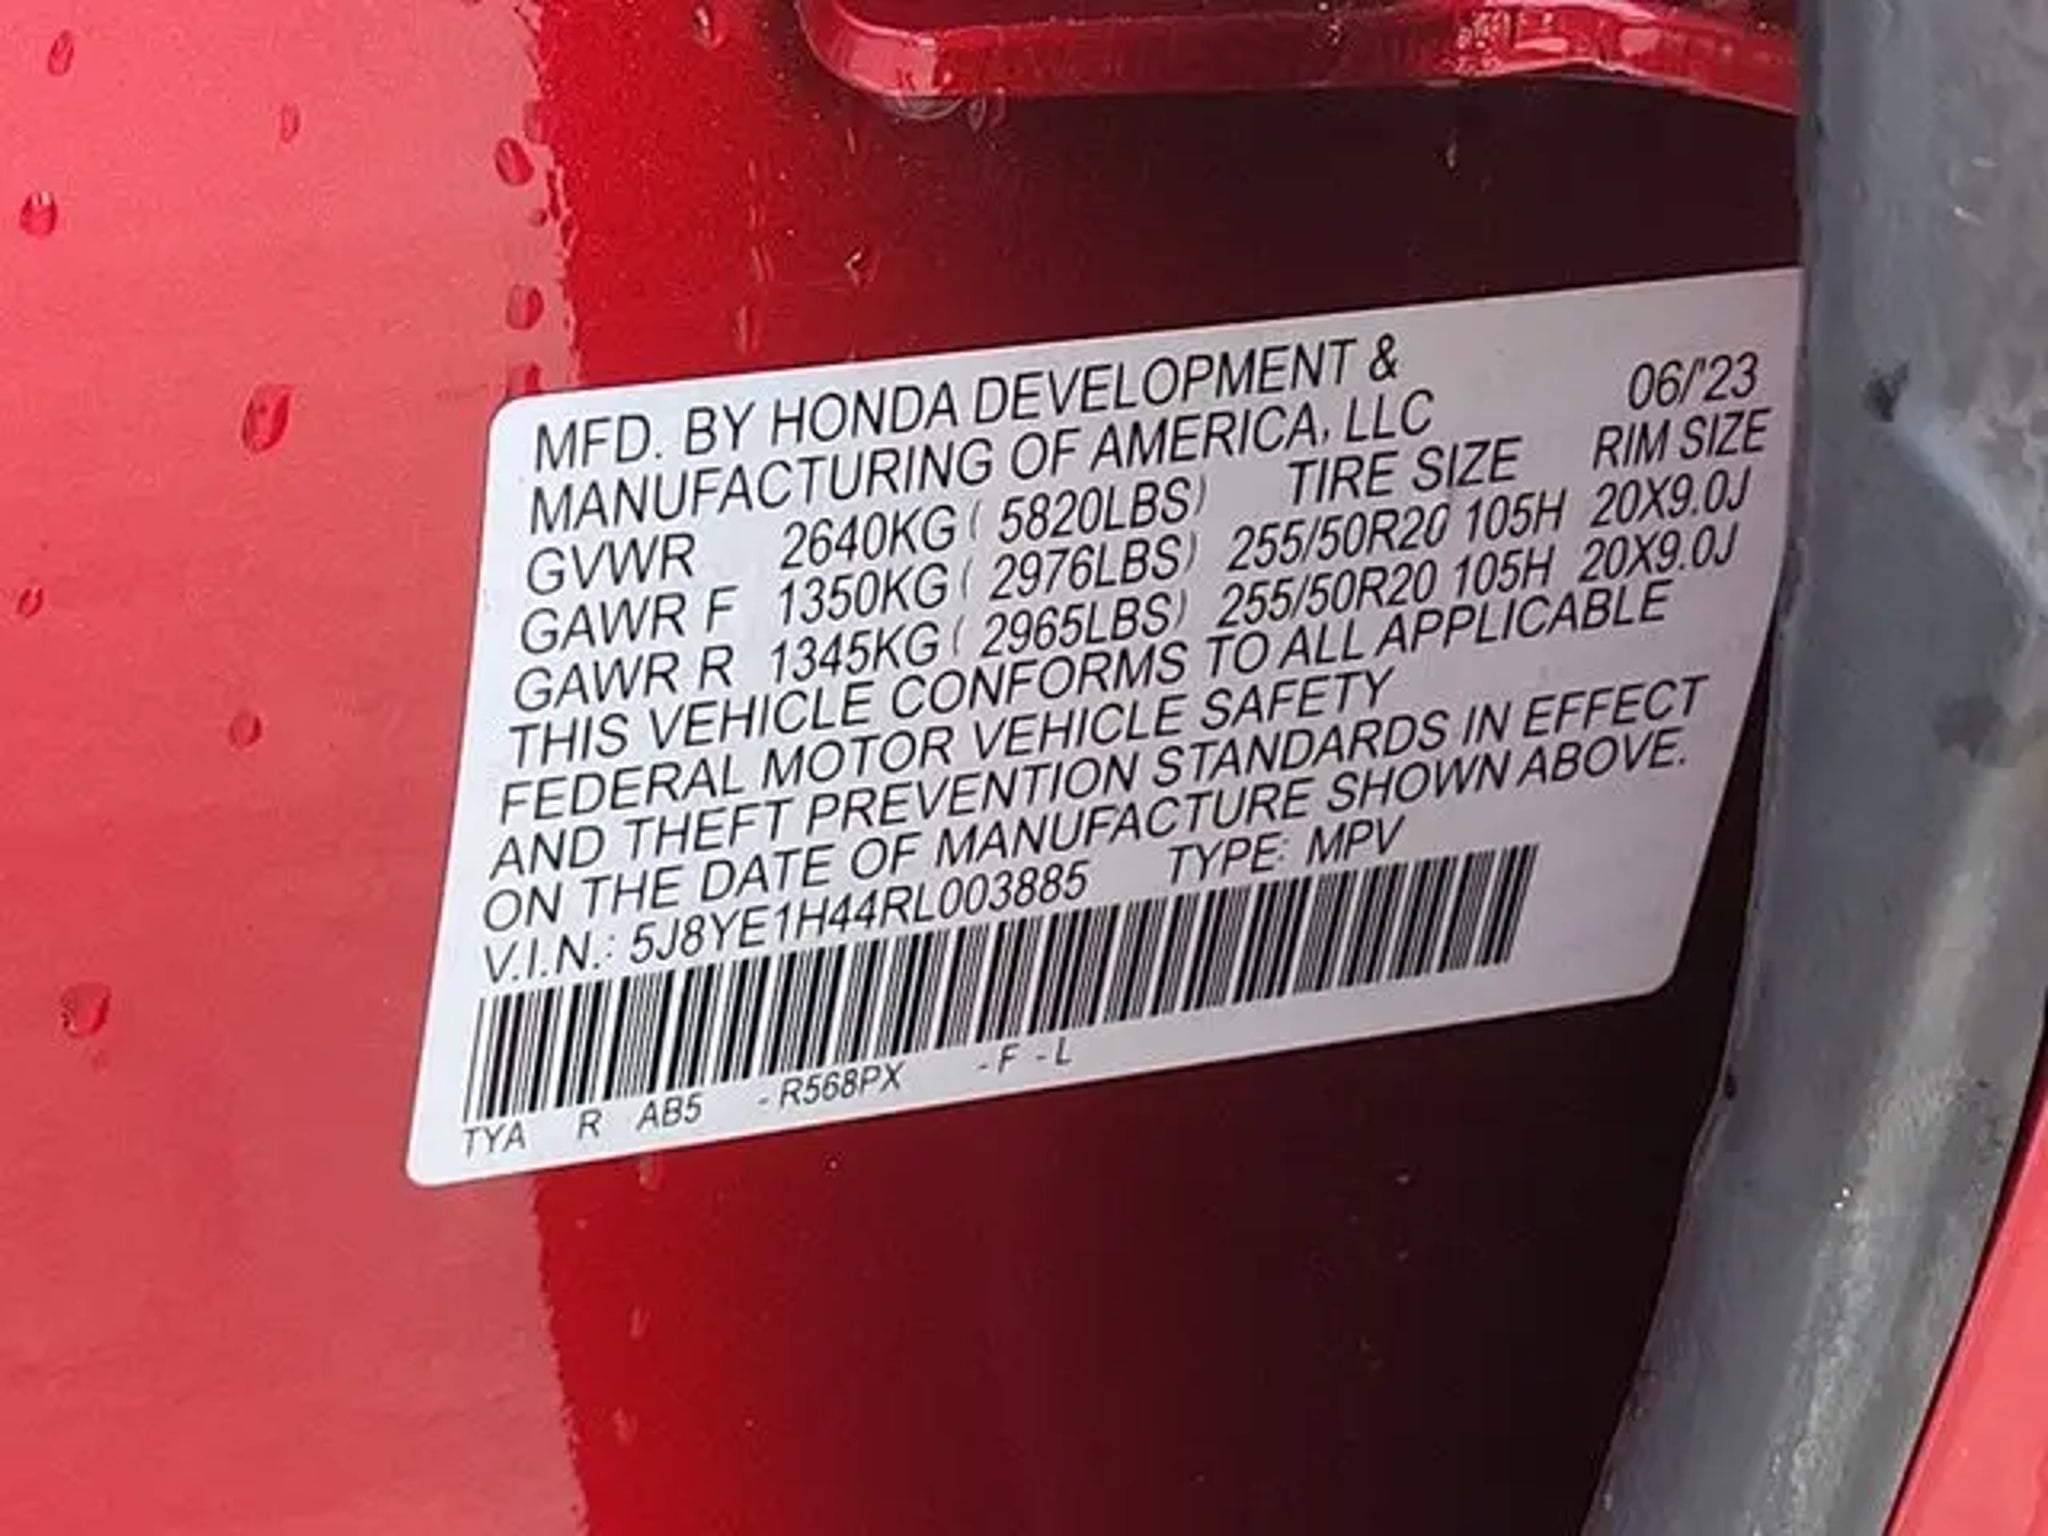 MFD. BY HONDA DEVELOPMENT &
MANUFACTURING OF AMERICA, LLC 06/'23
GVWR 2640KG ( 5820LBS) TIRE SIZE RIM SIZE
GAWR F 1350KG ( 2976LBS) 255/50R20 105H 20X9.0J
GAWR R 1345KG ( 2965LBS) 255/50R20 105H 20X9.0J
THIS VEHICLE CONFORMS TO ALL APPLICABLE
FEDERAL MOTOR VEHICLE SAFETY
AND THEFT PREVENTION STANDARDS IN EFFECT
ON THE DATE OF MANUFACTURE SHOWN ABOVE.
V.I.N.: 5J8YE1H44RL003885 TYPE: MPV
TYA R AB5 -R568PX -F -L